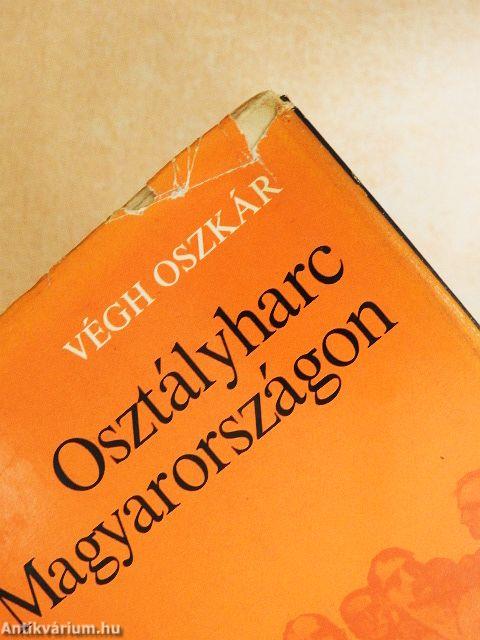 VÉGH OSZKÁR
Osztályharc
Magyarországon
Antikvárium.hu